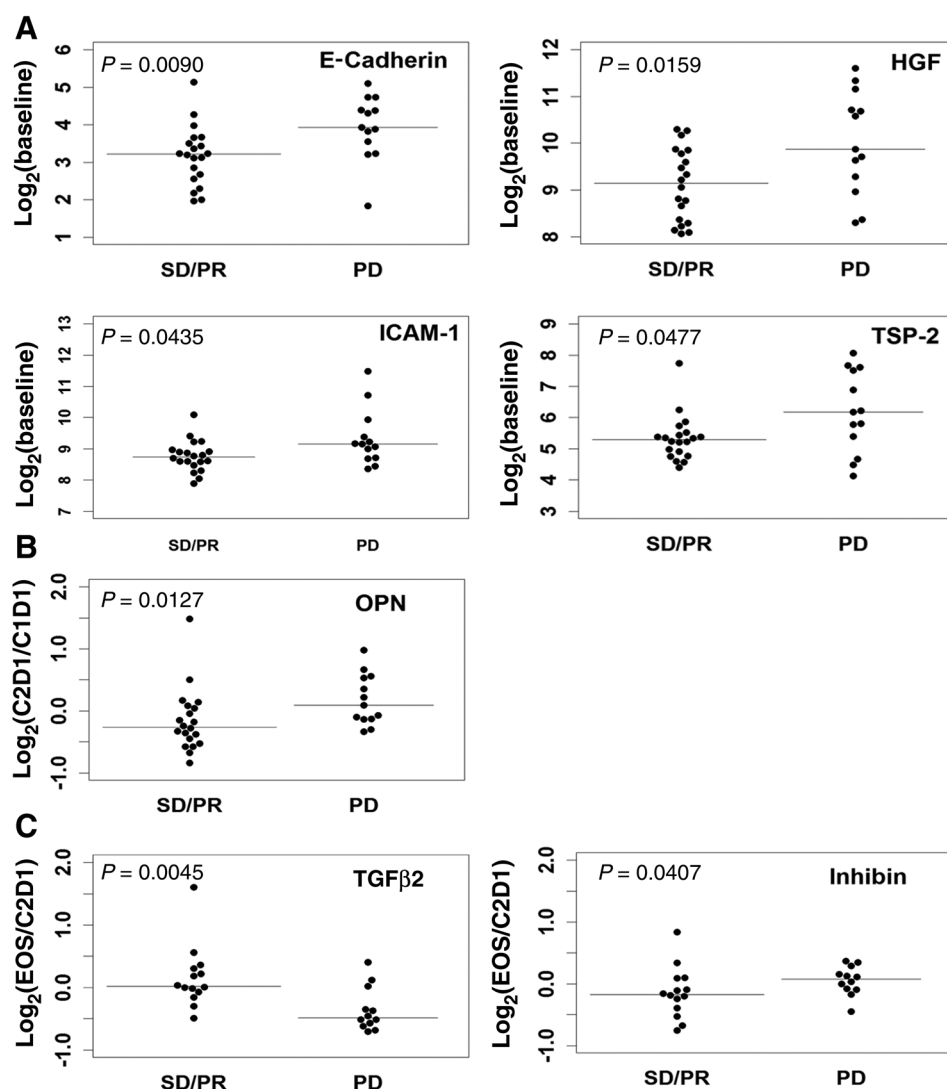 A
P = 0.0090
E-Cadherin
Log2(baseline)
6
5
4
3
2
1
SD/PR
PD
P = 0.0159
HGF
Log2(baseline)
12
11
10
9
8
SD/PR
PD
P = 0.0435
ICAM-1
Log2(baseline)
13
12
11
10
9
8
7
SD/PR
PD
P = 0.0477
TSP-2
Log2(baseline)
9
8
7
6
5
4
3
SD/PR
PD
B
P = 0.0127
OPN
Log2(C2D1/C1D1)
2.0
1.0
0.0
-1.0
SD/PR
PD
C
P = 0.0045
TGFβ2
Log2(EOS/C2D1)
2.0
1.0
0.0
-1.0
SD/PR
PD
P = 0.0407
Inhibin
Log2(EOS/C2D1)
2.0
1.0
0.0
-1.0
SD/PR
PD